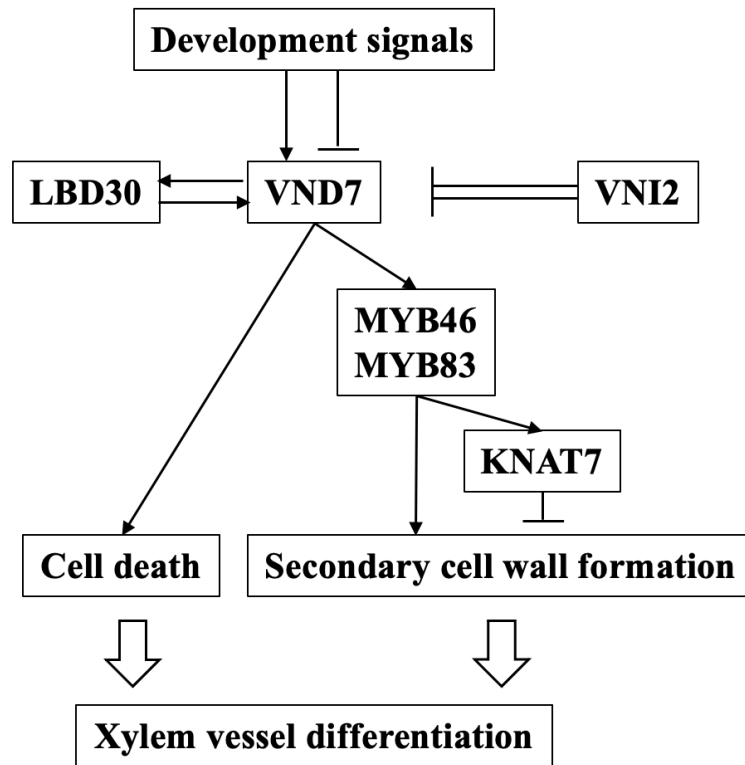 Development signals
LBD30
VND7
VNI2
MYB46
MYB83
KNAT7
Cell death
Secondary cell wall formation
Xylem vessel differentiation